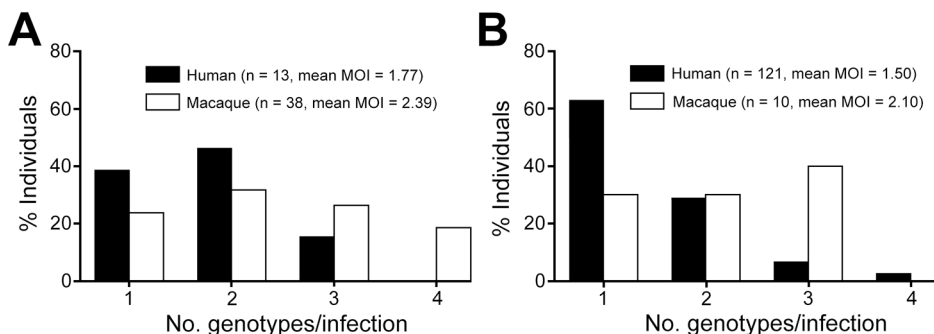 A
% Individuals
80
60
40
20
0
Human (n = 13, mean MOI = 1.77)
Macaque (n = 38, mean MOI = 2.39)
1 2 3 4
No. genotypes/infection
B
% Individuals
80
60
40
20
0
Human (n = 121, mean MOI = 1.50)
Macaque (n = 10, mean MOI = 2.10)
1 2 3 4
No. genotypes/infection